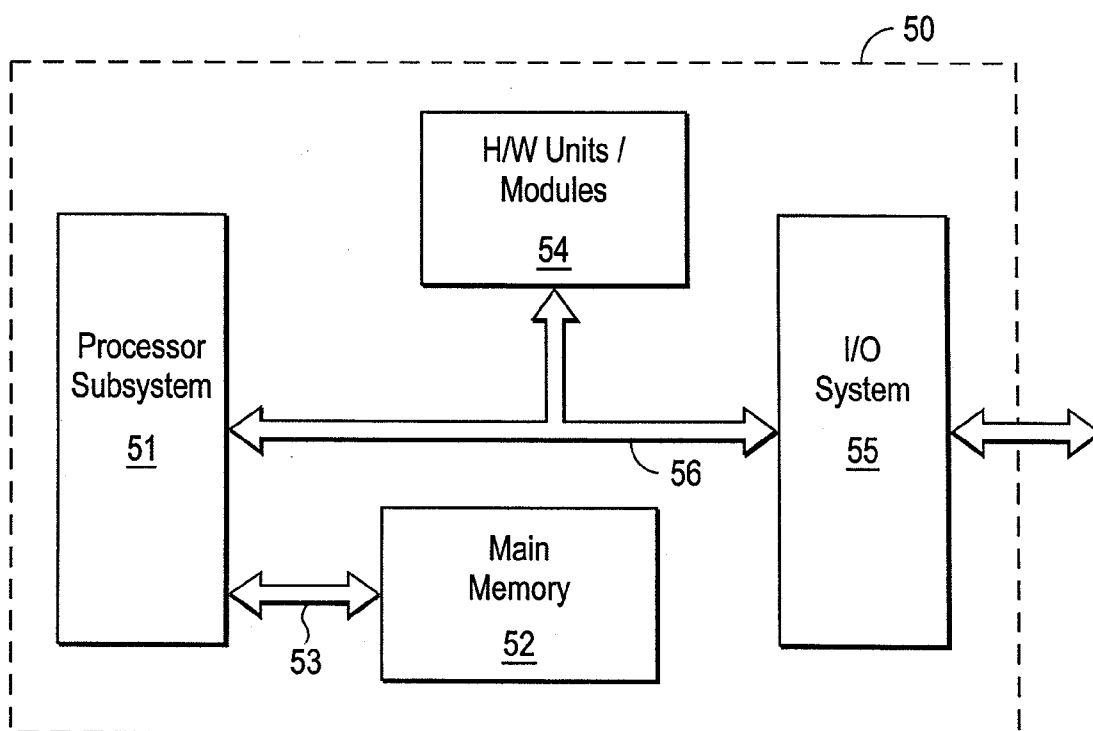 50
H/W Units /
Modules
54
Processor
Subsystem
51
I/O
System
55
56
Main
Memory
52
53